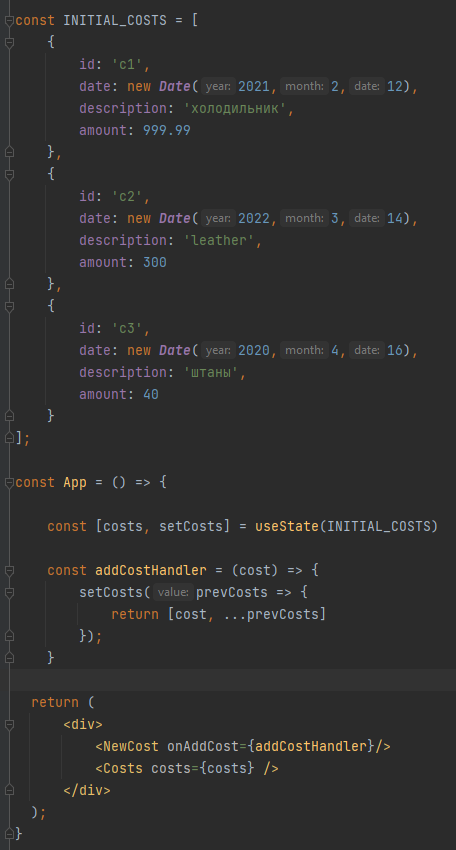 const INITIAL_COSTS = [
    {
        id: 'c1',
        date: new Date( year: 2021, month: 2, date: 12),
        description: 'холодильник',
        amount: 999.99
    },
    {
        id: 'c2',
        date: new Date( year: 2022, month: 3, date: 14),
        description: 'leather',
        amount: 300
    },
    {
        id: 'c3',
        date: new Date( year: 2020, month: 4, date: 16),
        description: 'штаны',
        amount: 40
    }
];
const App = () => {
    const [costs, setCosts] = useState(INITIAL_COSTS)
    const addCostHandler = (cost) => {
        setCosts( value: prevCosts => {
            return [cost, ...prevCosts]
        });
    }
  return (
      <div>
          <NewCost onAddCost={addCostHandler}/>
          <Costs costs={costs} />
      </div>
  );
}